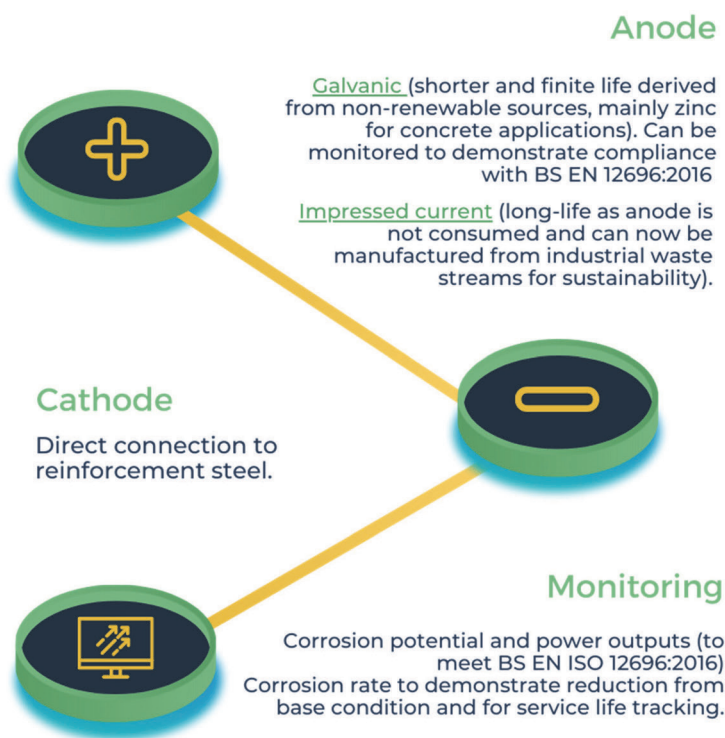 Anode
Galvanic (shorter and finite life derived
from non-renewable sources, mainly zinc
for concrete applications). Can be
monitored to demonstrate compliance
with BS EN 12696:2016
Impressed current (long-life as anode is
not consumed and can now be
manufactured from industrial waste
streams for sustainability).
Cathode
Direct connection to
reinforcement steel.
Monitoring
Corrosion potential and power outputs (to
meet BS EN ISO 12696:2016)
Corrosion rate to demonstrate reduction from
base condition and for service life tracking.